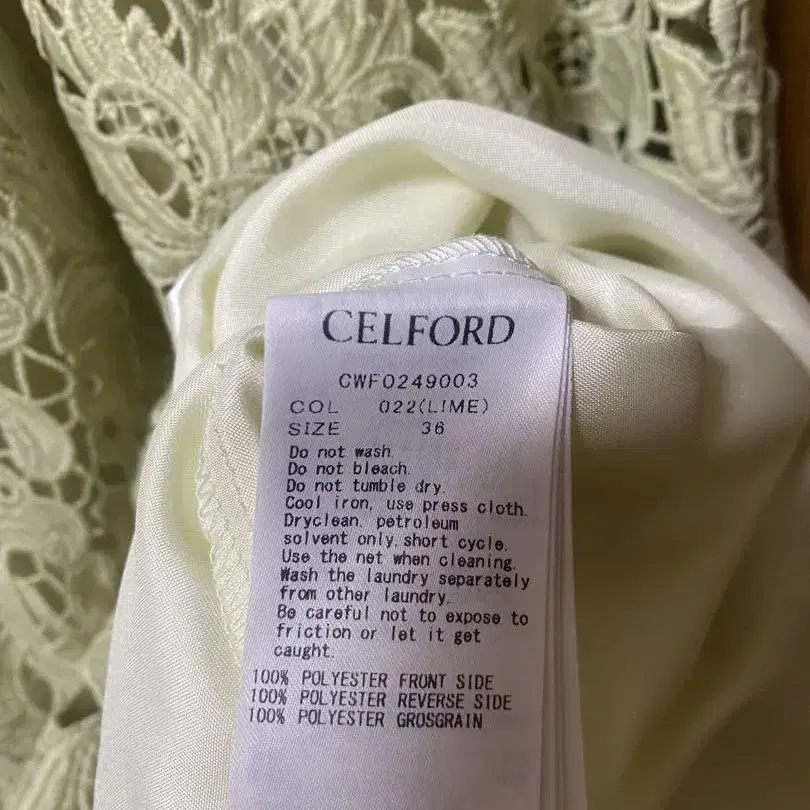 CELFORD
CWFO249003
COL 022(LIME)
SIZE 36
Do not wash.
Do not bleach.
Do not tumble dry.
Cool iron, use press cloth.
Dryclean, petroleum
solvent only, short cycle.
Use the net when cleaning.
Wash the laundry separately
from other laundry.
Be careful not to expose to
friction or let it get
caught.
100% POLYESTER FRONT SIDE
100% POLYESTER REVERSE SIDE
100% POLYESTER GROSGRAIN